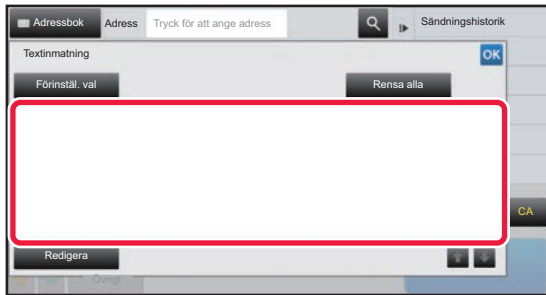 Adressbok Adress Tryck för att ange adress Sändningshistorik
Textinmatning OK
Förinstäl. val Rensa alla
CA
Redigera
Övrigt